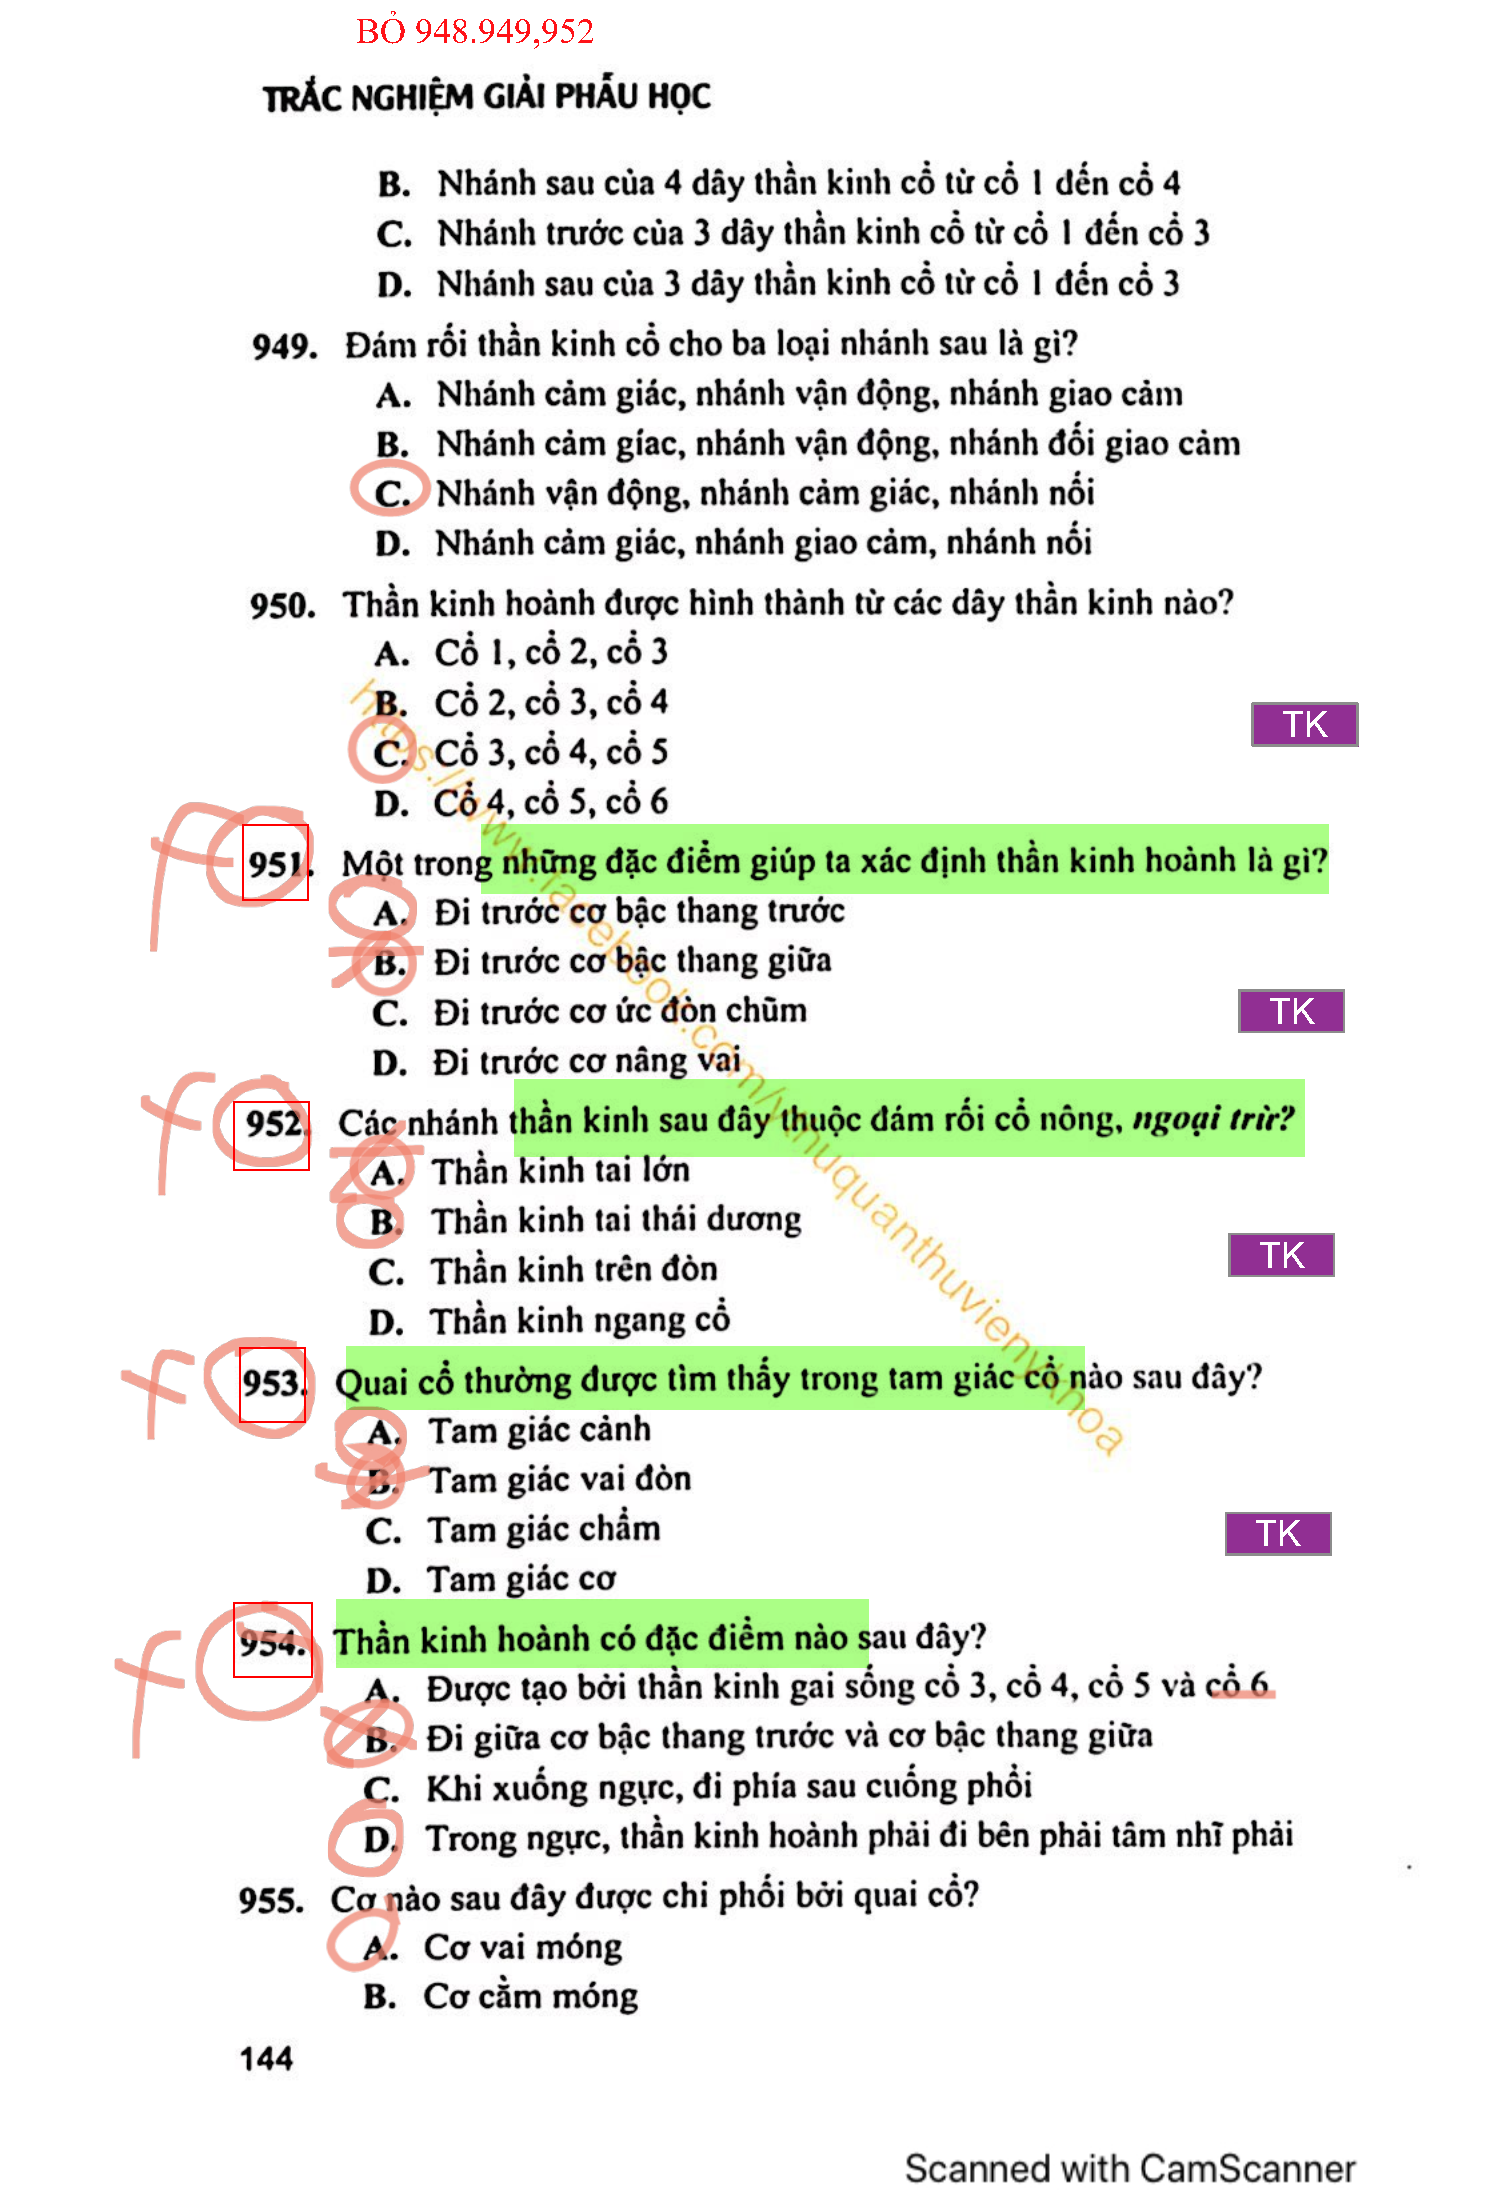 BỎ 948.949,952
TRẮC NGHIỆM GIẢI PHẪU HỌC
B. Nhánh sau của 4 dây thần kinh cổ từ cổ 1 đến cổ 4
C. Nhánh trước của 3 dây thần kinh cổ từ cổ 1 đến cổ 3
D. Nhánh sau của 3 dây thần kinh cổ từ cổ 1 đến cổ 3
949. Đám rối thần kinh cổ cho ba loại nhánh sau là gì?
A. Nhánh cảm giác, nhánh vận động, nhánh giao cảm
B. Nhánh cảm gíac, nhánh vận động, nhánh đối giao cảm
C. Nhánh vận động, nhánh cảm giác, nhánh nối
D. Nhánh cảm giác, nhánh giao cảm, nhánh nối
950. Thần kinh hoành được hình thành từ các dây thần kinh nào?
A. Cổ 1, cổ 2, cổ 3
B. Cổ 2, cổ 3, cổ 4
TK
C. Cổ 3, cổ 4, cổ 5
D. Cổ 4, cổ 5, cổ 6
951. Một trong những đặc điểm giúp ta xác định thần kinh hoành là gì?
A. Đi trước cơ bậc thang trước
B. Đi trước cơ bậc thang giữa
C. Đi trước cơ ức đòn chũm
TK
D. Đi trước cơ nâng vai
952. Các nhánh thần kinh sau đây thuộc đám rối cổ nông, ngoại trừ?
A. Thần kinh tai lớn
B. Thần kinh tai thái dương
C. Thần kinh trên đòn
TK
D. Thần kinh ngang cổ
953. Quai cổ thường được tìm thấy trong tam giác cổ nào sau đây?
A. Tam giác cảnh
B. Tam giác vai đòn
C. Tam giác chẩm
TK
D. Tam giác cơ
954. Thần kinh hoành có đặc điểm nào sau đây?
A. Được tạo bởi thần kinh gai sống cổ 3, cổ 4, cổ 5 và cổ 6
B. Đi giữa cơ bậc thang trước và cơ bậc thang giữa
C. Khi xuống ngực, đi phía sau cuống phổi
D. Trong ngực, thần kinh hoành phải đi bên phải tâm nhĩ phải
955. Cơ nào sau đây được chi phối bởi quai cổ?
A. Cơ vai móng
B. Cơ cằm móng
144
https://www.facebook.com/ythuquanthuvienykhoa
Scanned with CamScanner